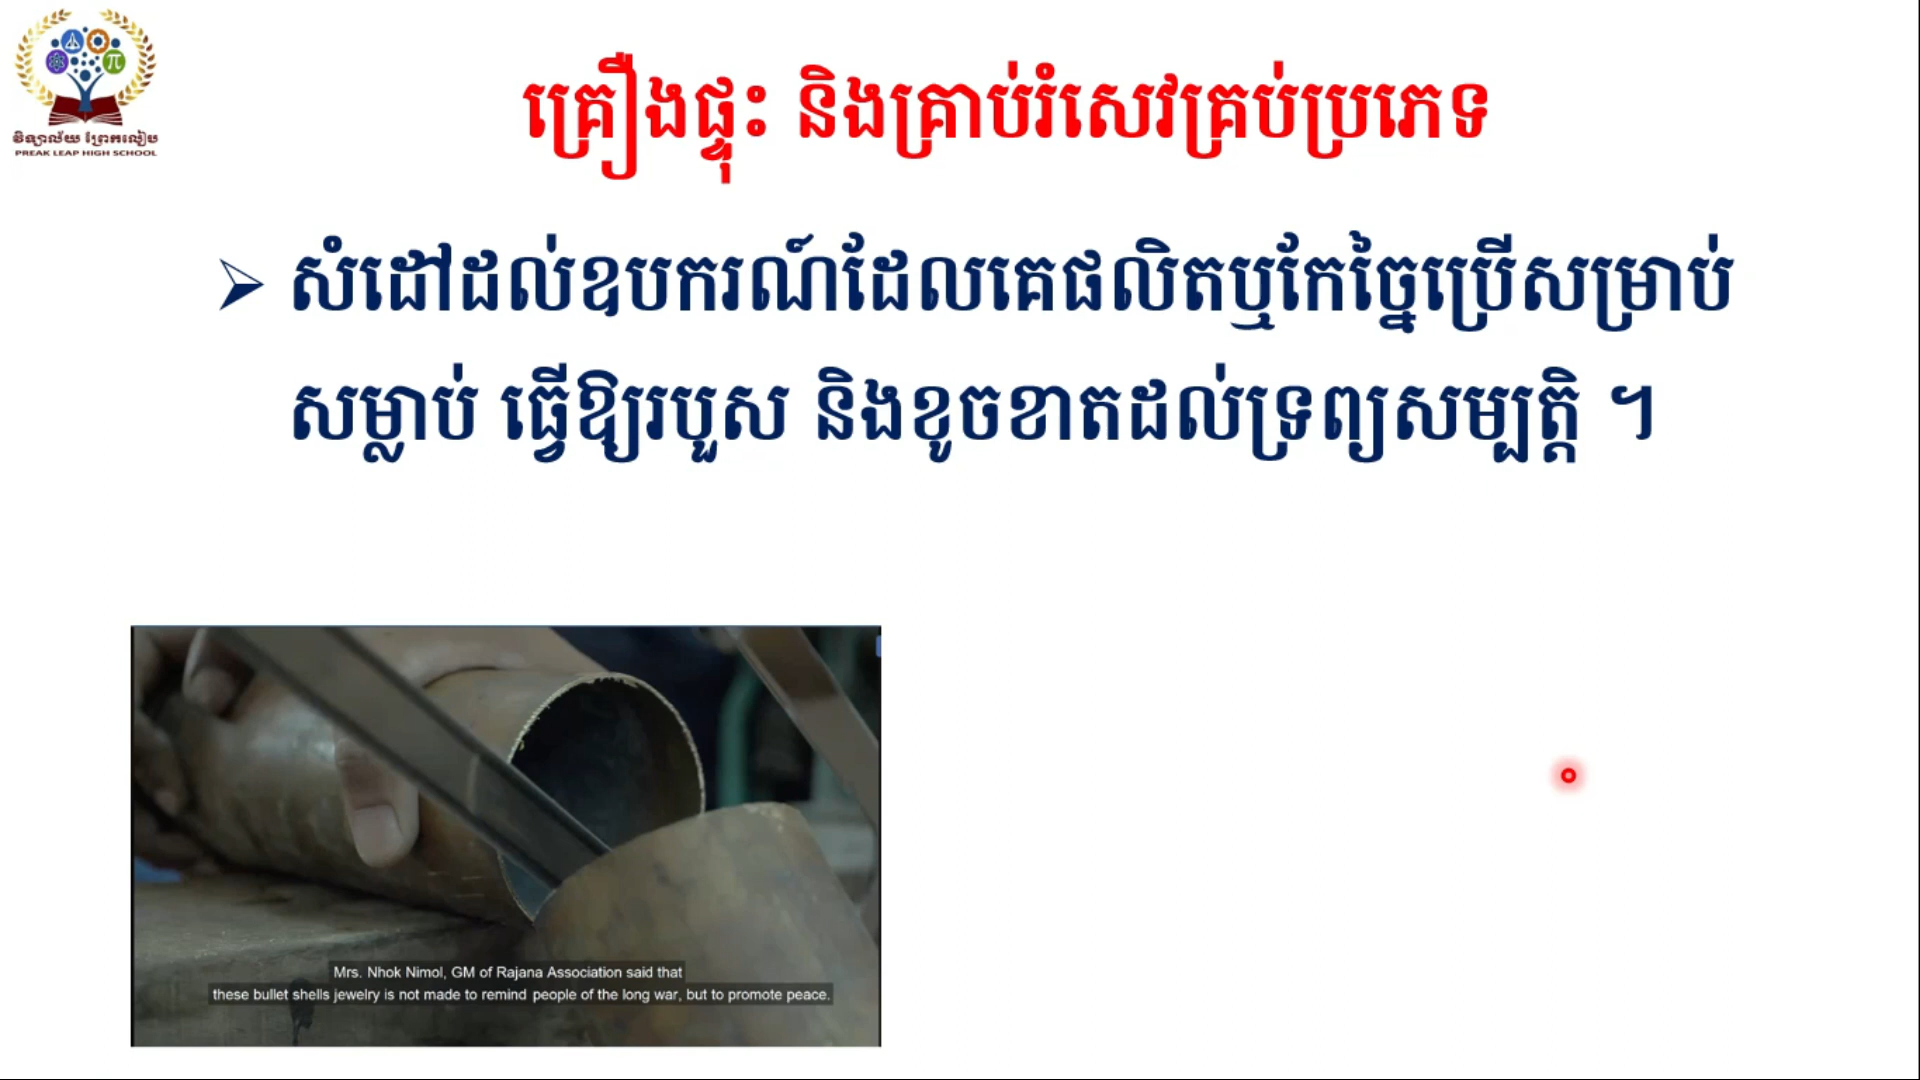 វិទ្យាល័យ ព្រែកលៀប
PREAK LEAP HIGH SCHOOL
គ្រឿងផ្ទុះ និងគ្រាប់រំសេវគ្រប់ប្រភេទ
សំដៅដល់ឧបករណ៍ដែលគេផលិតឬកែច្នៃប្រើសម្រាប់
សម្លាប់ ធ្វើឱ្យរបួស និងខូចខាតដល់ទ្រព្យសម្បត្តិ ។
Mrs. Nhok Nimol, GM of Rajana Association said that
these bullet shells jewelry is not made to remind people of the long war, but to promote peace.